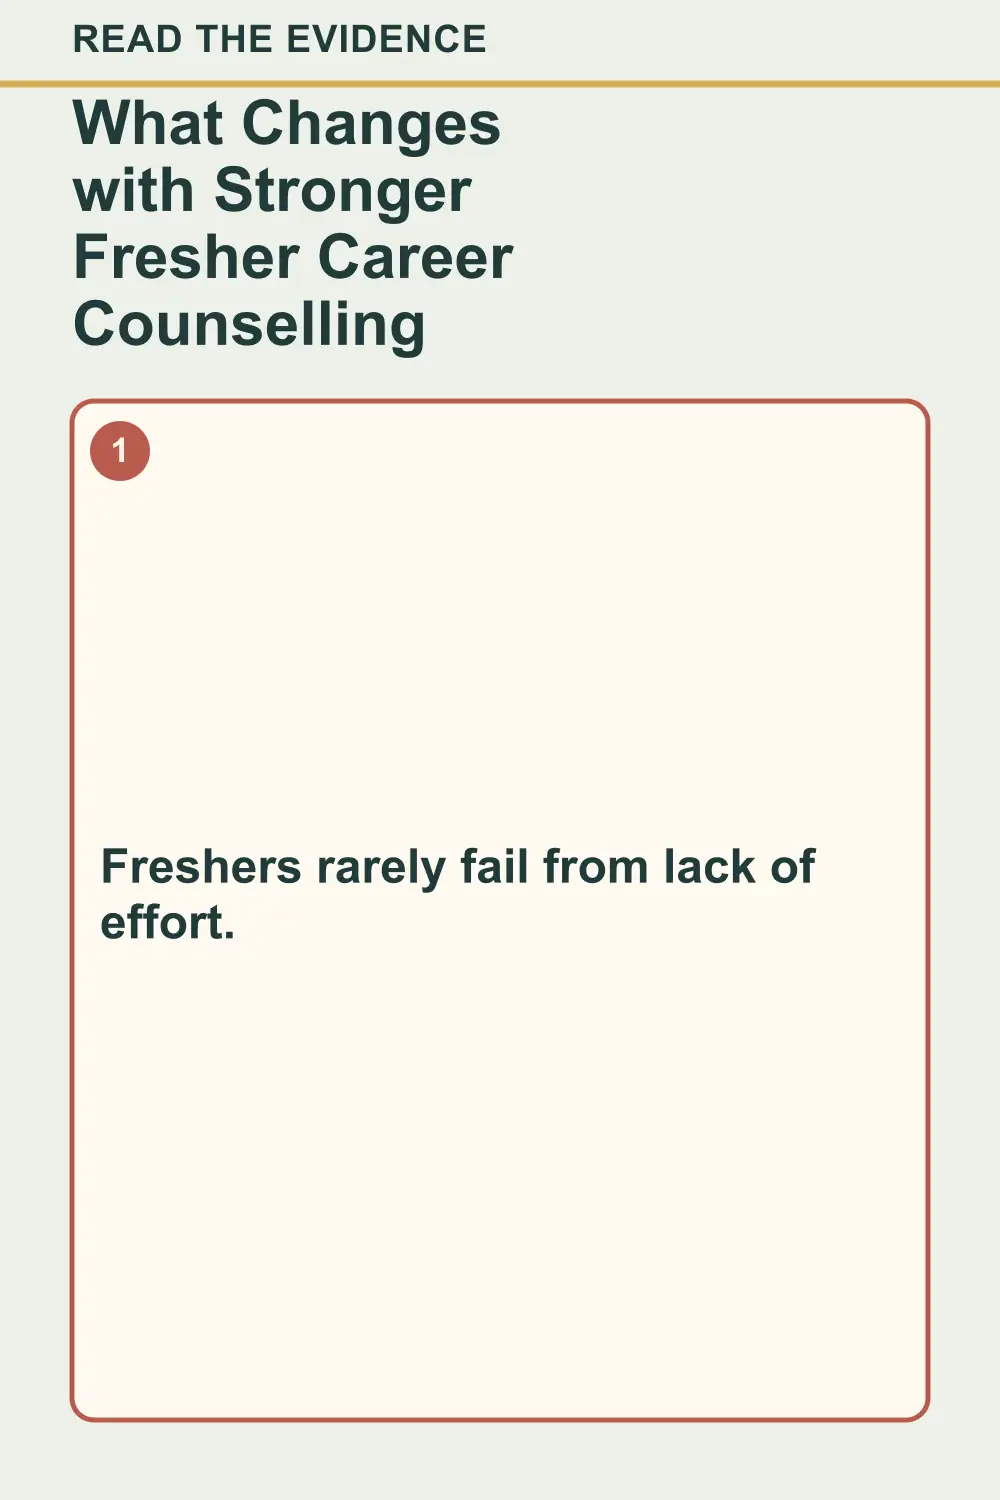 READ THE EVIDENCE
What Changes
with Stronger
Fresher Career
Counselling
1
Freshers rarely fail from lack of
effort.